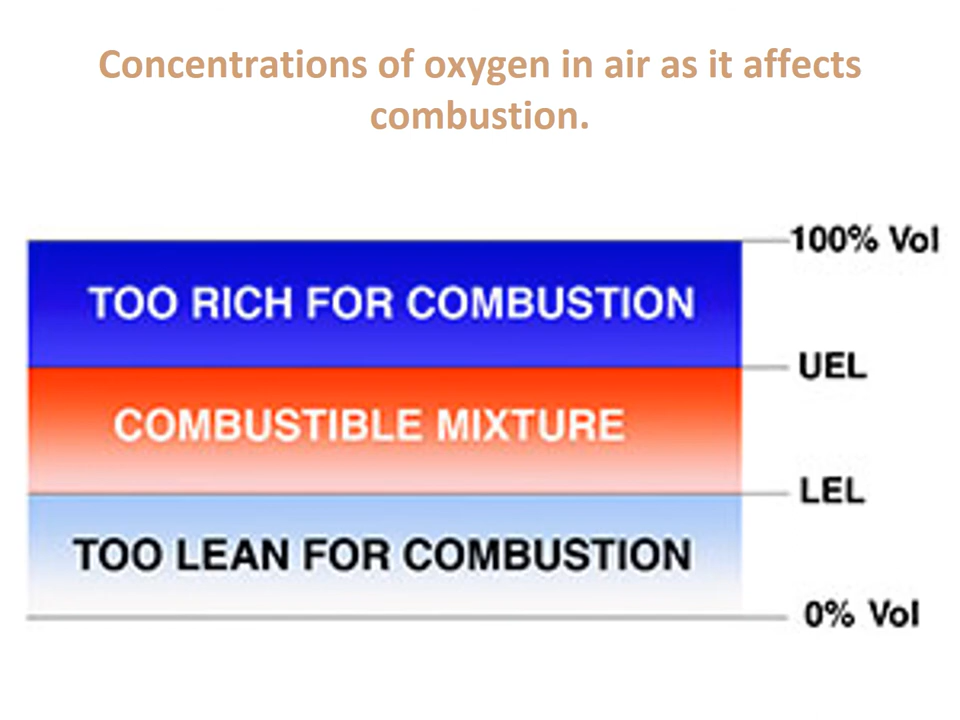 Concentrations of oxygen in air as it affects
combustion.
100% Vol
TOO RICH FOR COMBUSTION
UEL
COMBUSTIBLE MIXTURE
LEL
TOO LEAN FOR COMBUSTION
0% Vol